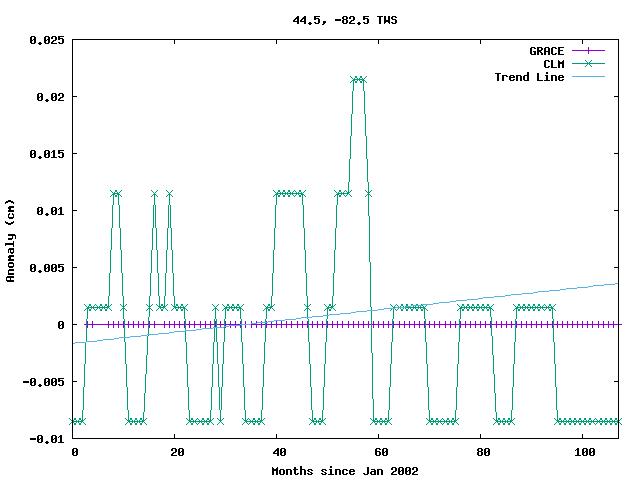 44.5, -82.5 TWS
GRACE
CLM
Trend Line
Anomaly (cm)
0.025
0.02
0.015
0.01
0.005
0
-0.005
-0.01
0 20 40 60 80 100
Months since Jan 2002